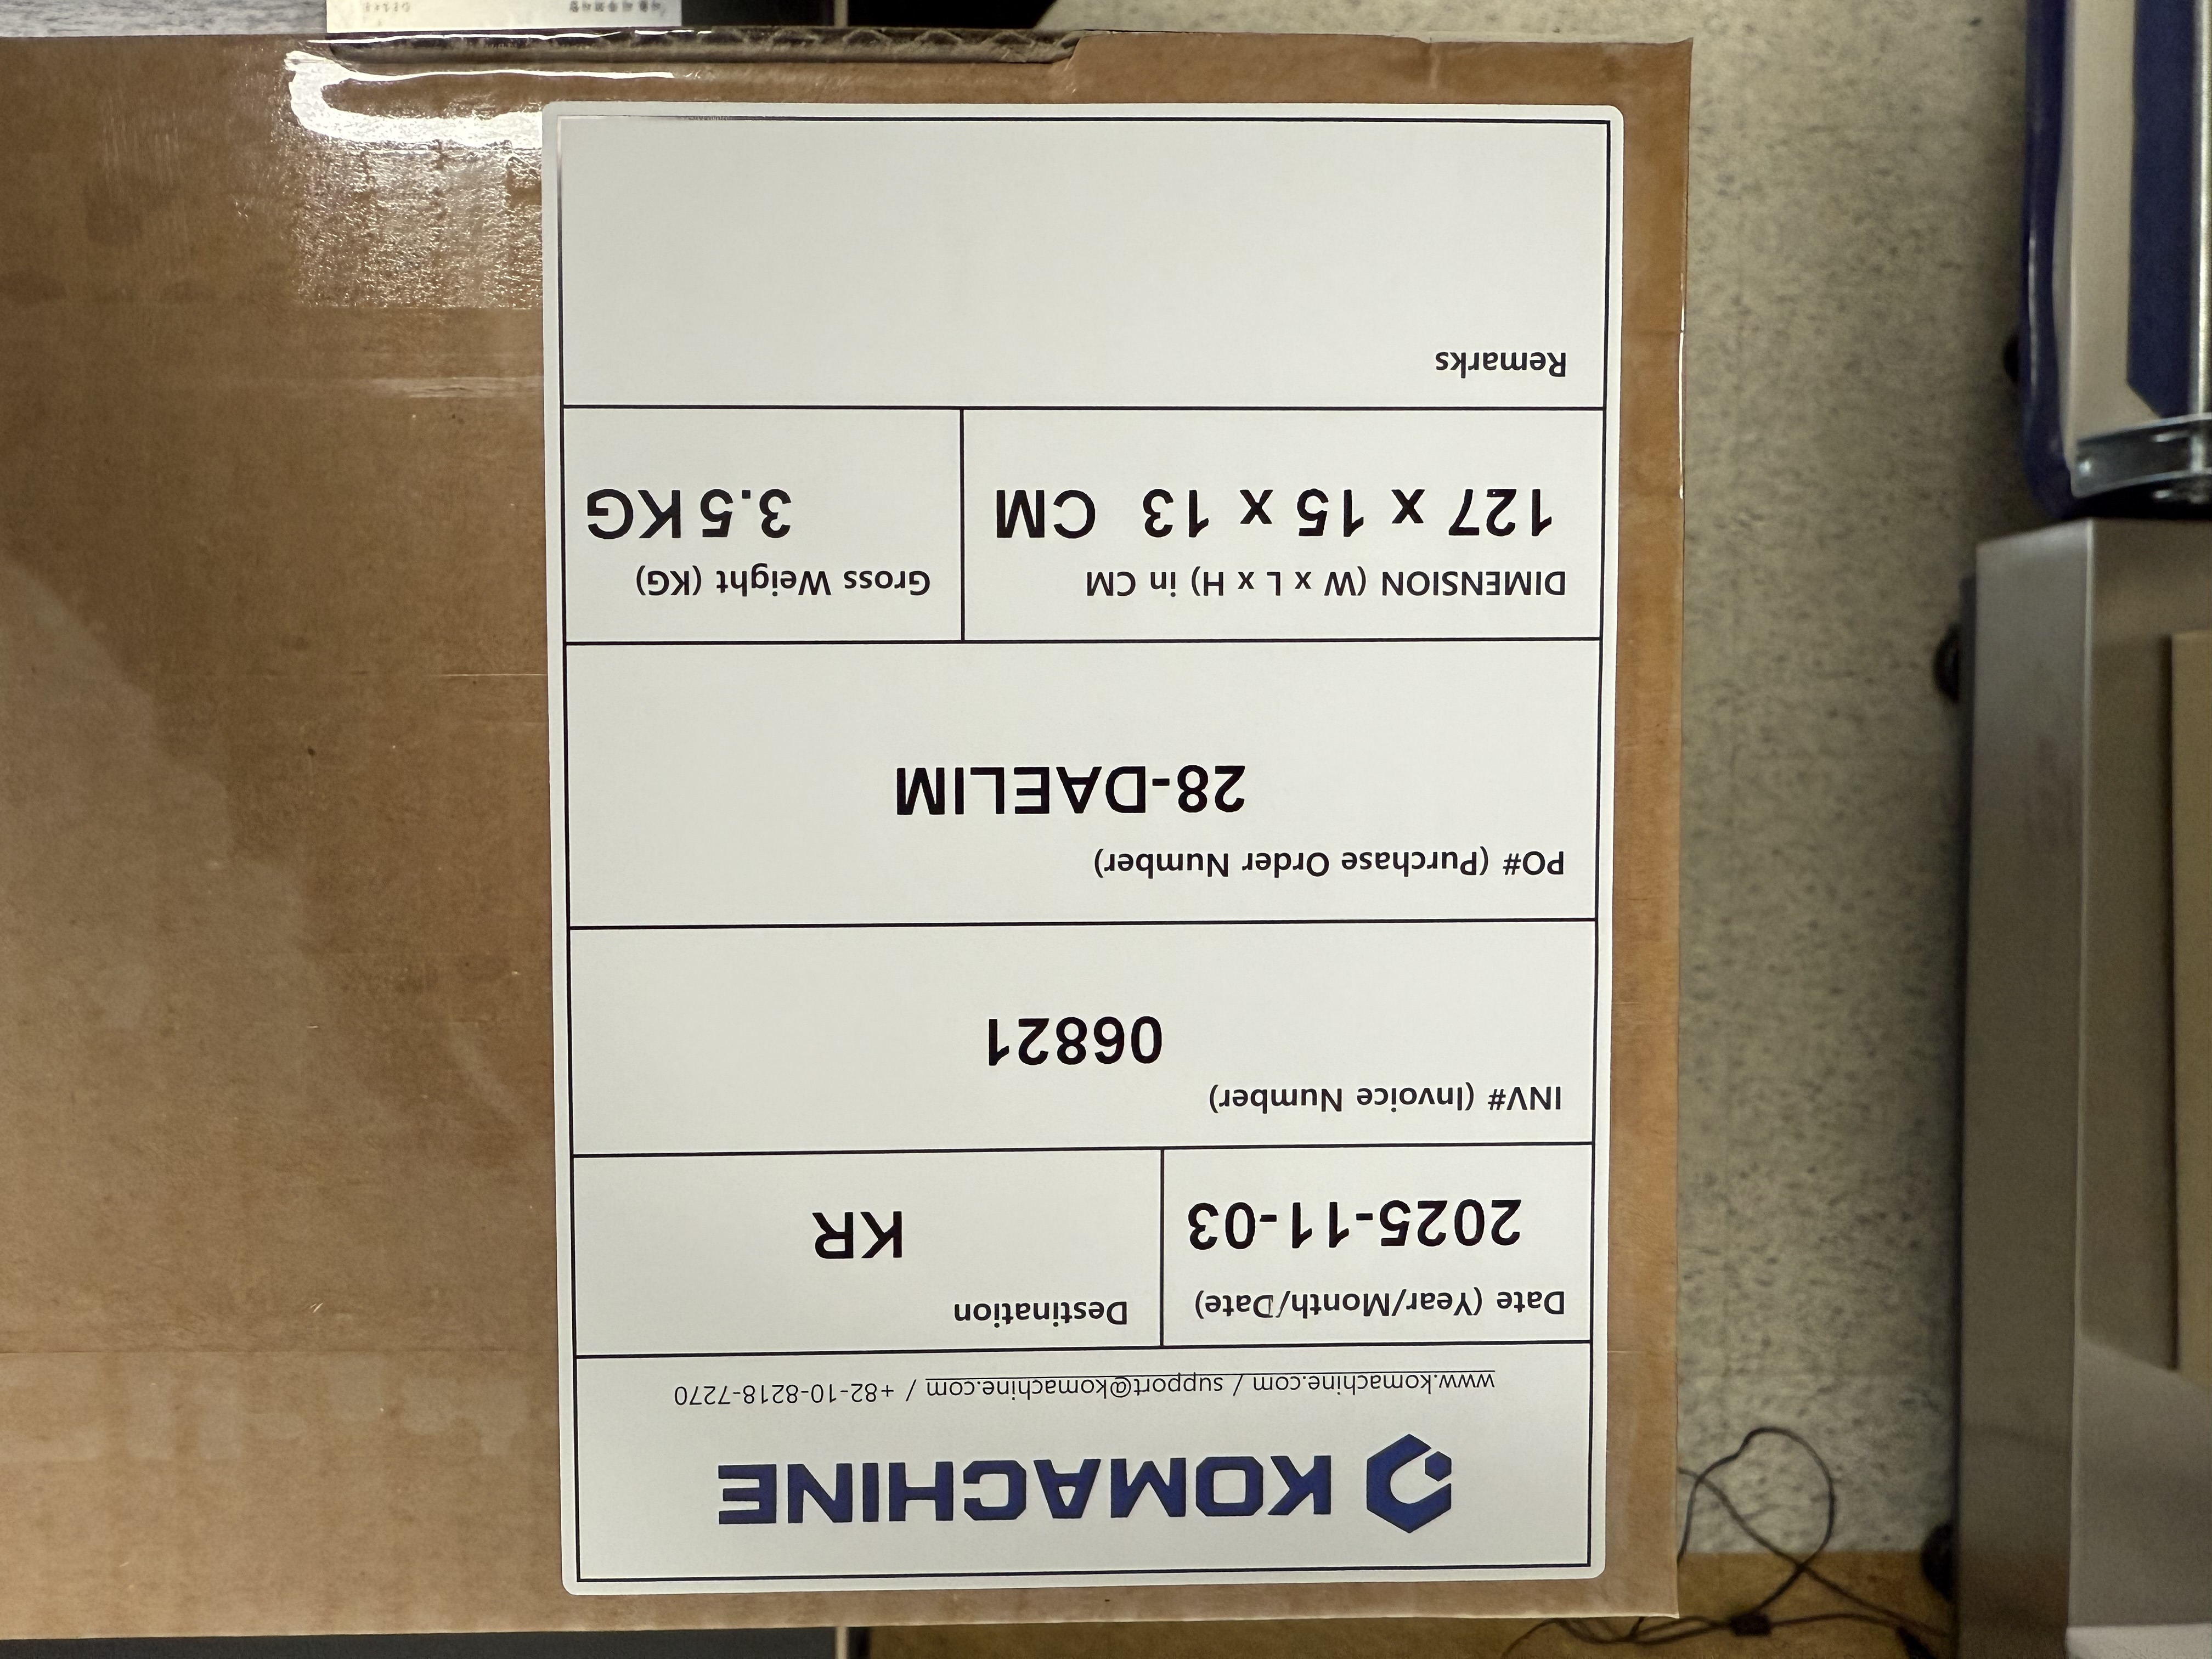 KOMACHINE
www.komachine.com / support@komachine.com / +82-10-8218-7270
Date (Year/Month/Date)
2025-11-03
Destination
KR
INV# (Invoice Number)
06821
PO# (Purchase Order Number)
28-DAELIM
DIMENSION (W x L x H) in CM
127 x 15 x 13 CM
Gross Weight (KG)
3.5 KG
Remarks